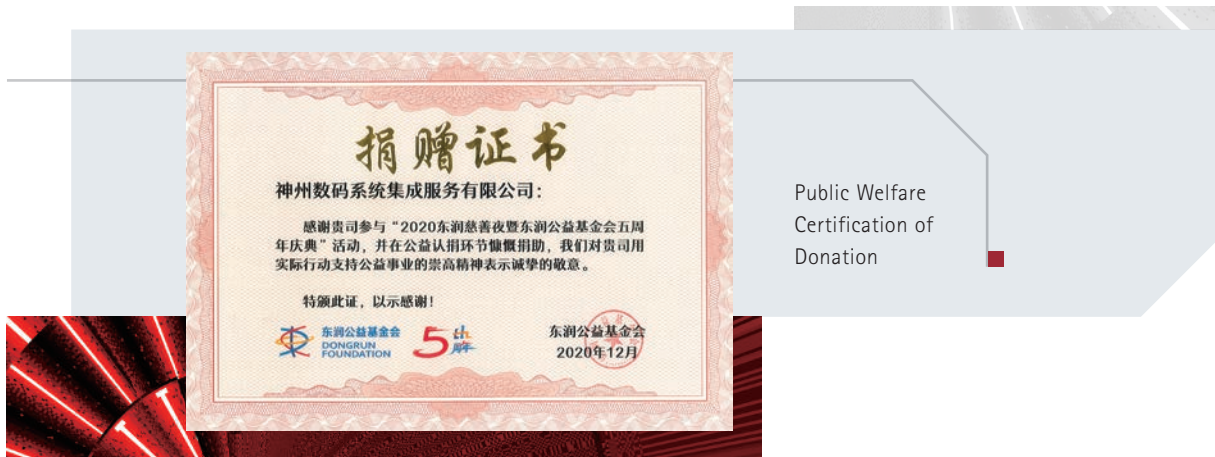 捐赠证书
神州数码系统集成服务有限公司：
感谢贵司参与“2020东润慈善夜暨东润公益基金会五周
年庆典”活动，并在公益认捐环节慷慨捐助，我们对贵司用
实际行动支持公益事业的崇高精神表示诚挚的敬意。
特颁此证，以示感谢！
东润公益基金会
DONGRUN
FOUNDATION
5th
周年
东润公益基金会
2020年12月
Public Welfare
Certification of
Donation